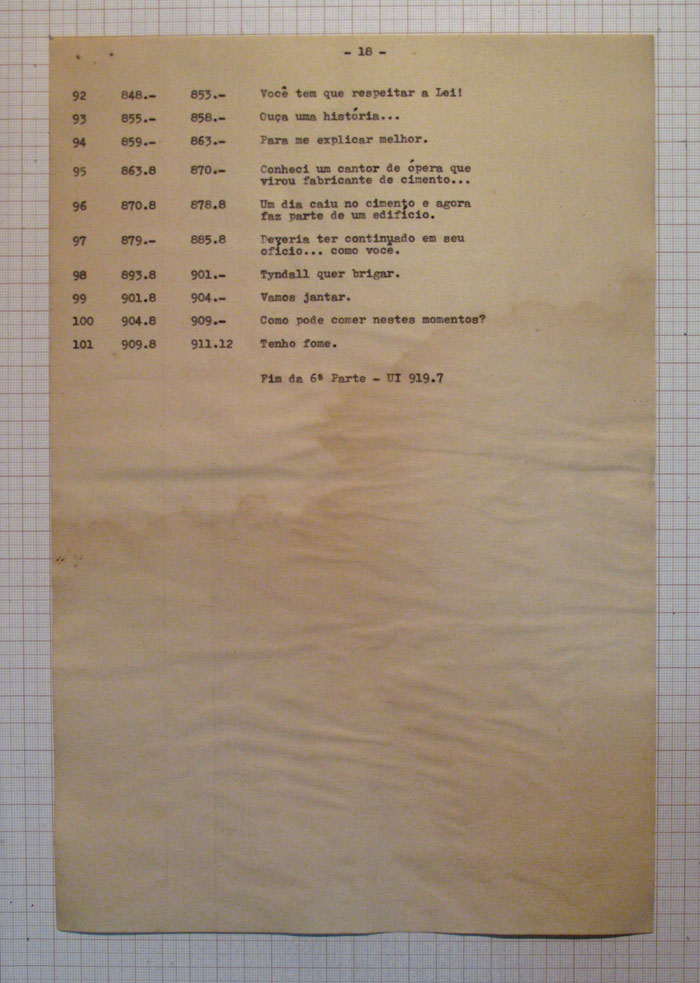 - 18 -
92 848.- 853.- Você tem que respeitar a Lei!
93 855.- 858.- Ouça uma história...
94 859.- 863.- Para me explicar melhor.
95 863.8 870.- Conheci um cantor de ópera que
virou fabricante de cimento...
96 870.8 878.8 Um dia caiu no cimento e agora
faz parte de um edifício.
97 879.- 885.8 Deveria ter continuado em seu
ofício... como você.
98 893.8 901.- Tyndall quer brigar.
99 901.8 904.- Vamos jantar.
100 904.8 909.- Como pode comer nestes momentos?
101 909.8 911.12 Tenho fome.
Fim da 6ª Parte - UI 919.7